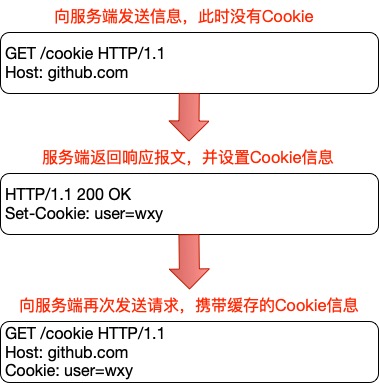 向服务端发送信息，此时没有Cookie
GET /cookie HTTP/1.1
Host: github.com
服务端返回响应报文，并设置Cookie信息
HTTP/1.1 200 OK
Set-Cookie: user=wxy
向服务端再次发送请求，携带缓存的Cookie信息
GET /cookie HTTP/1.1
Host: github.com
Cookie: user=wxy